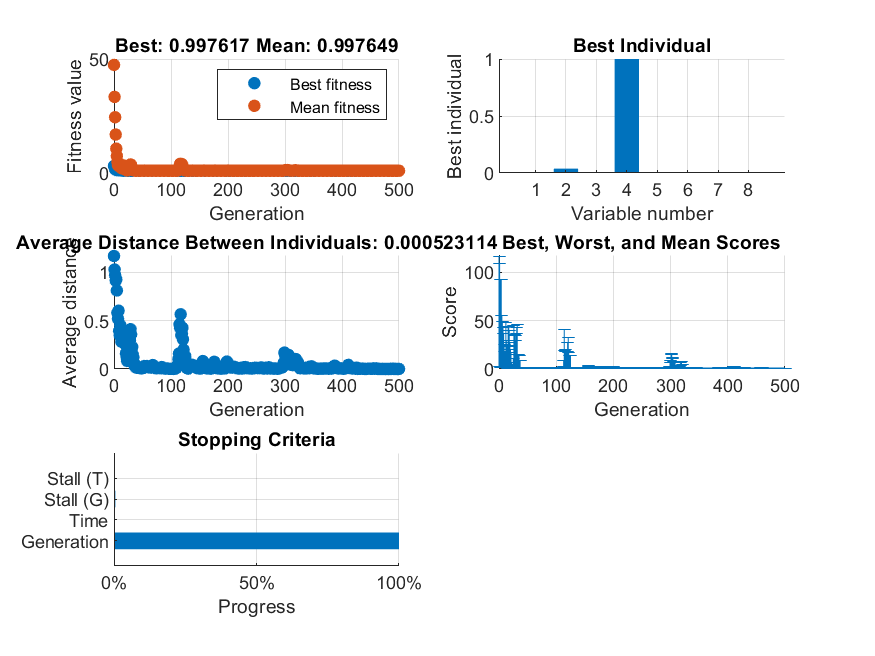 Best: 0.997617 Mean: 0.997649
Fitness value
50
0
Best fitness
Mean fitness
0 100 200 300 400 500
Generation
Best Individual
Best individual
1
0.5
0
1 2 3 4 5 6 7 8
Variable number
Average Distance Between Individuals: 0.000523114
Average distance
1
0.5
0
0 100 200 300 400 500
Generation
Best, Worst, and Mean Scores
Score
100
50
0
0 100 200 300 400 500
Generation
Stopping Criteria
Stall (T)
Stall (G)
Time
Generation
0% 50% 100%
Progress